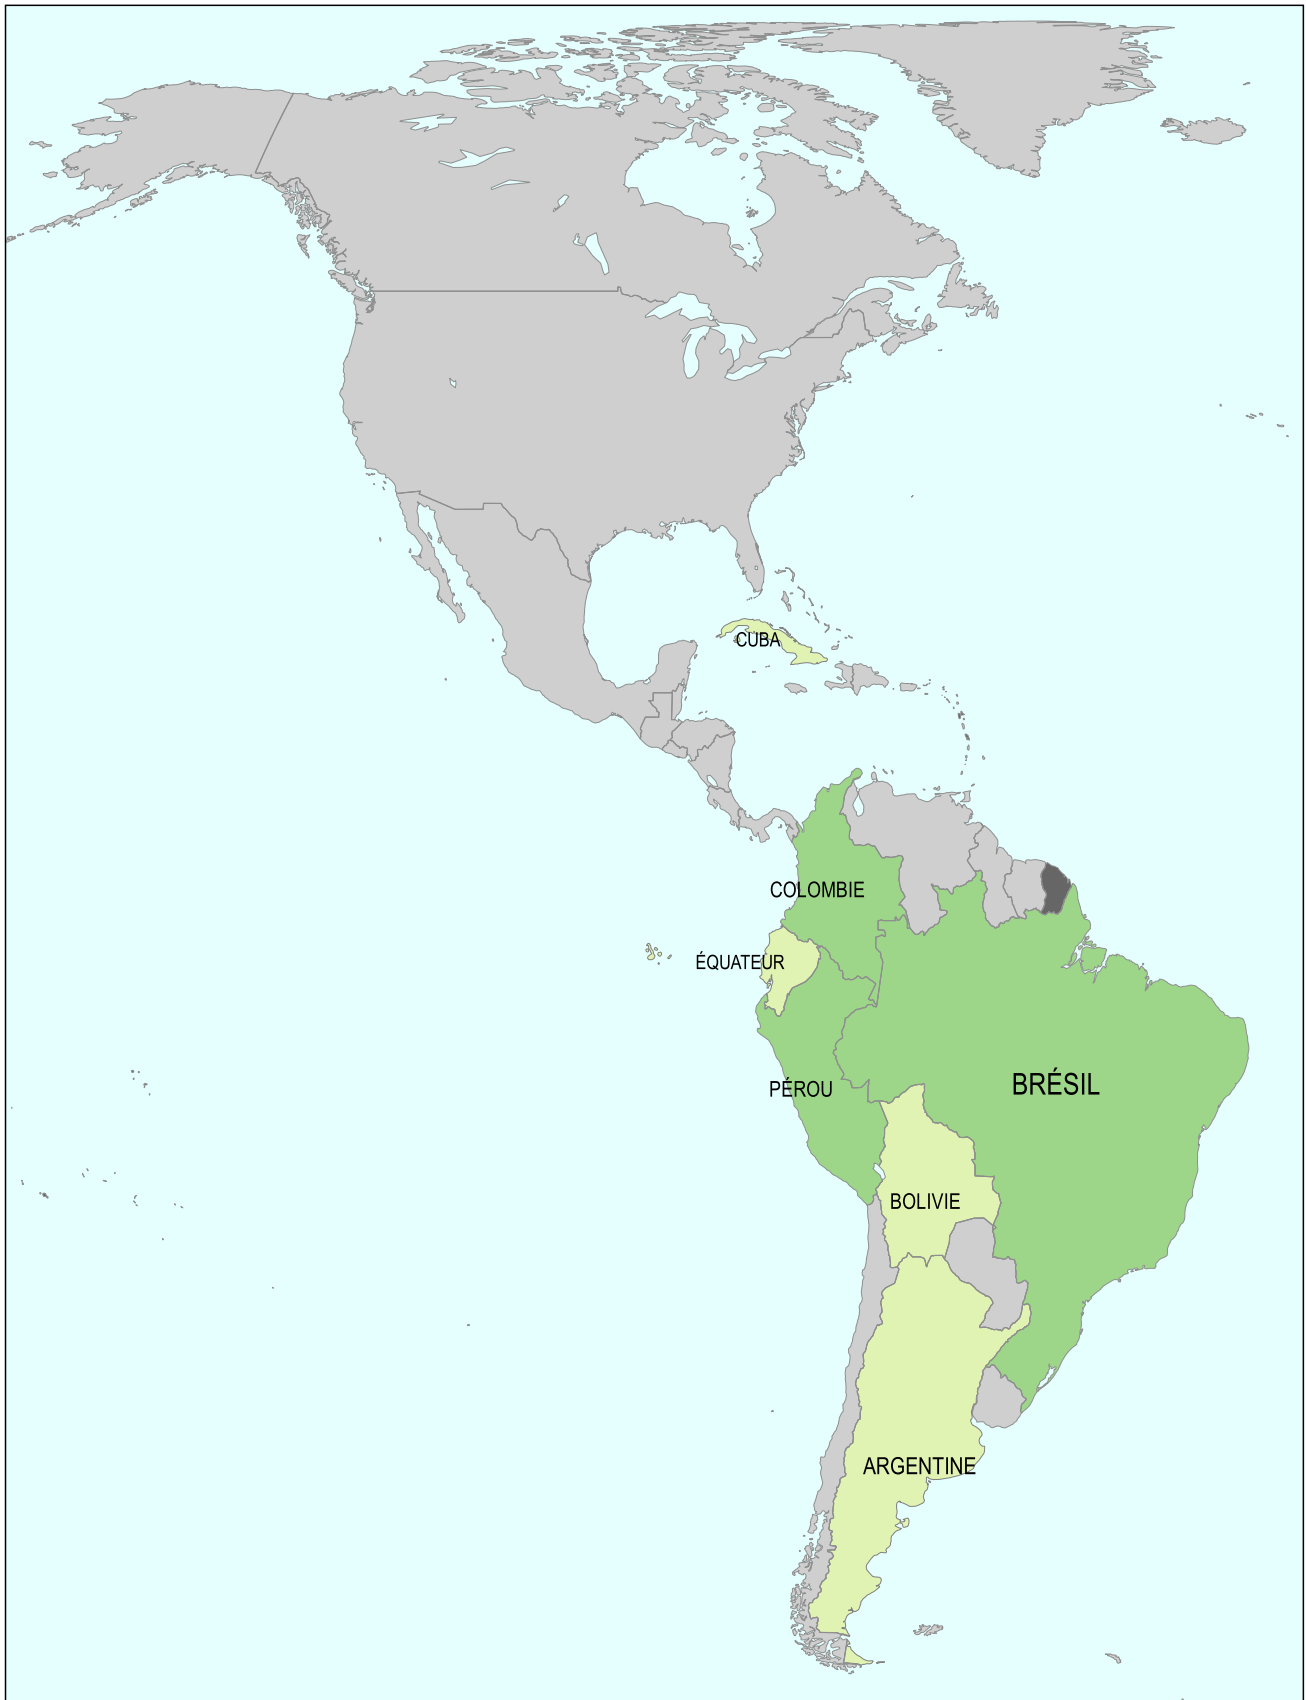 CUBA
COLOMBIE
ÉQUATEUR
BRÉSIL
PÉROU
BOLIVIE
ARGENTINE